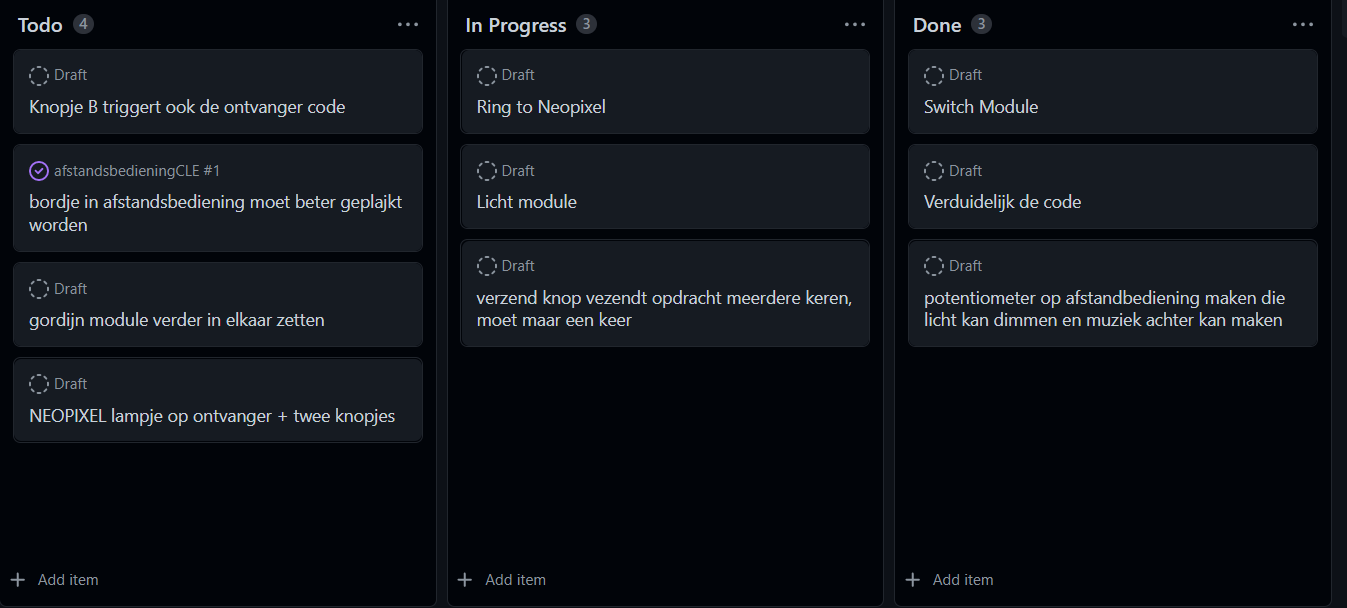 Todo 4
Draft
Knopje B triggert ook de ontvanger code
afstandsbedieningCLE #1
bordje in afstandsbediening moet beter geplajkt
worden
Draft
gordijn module verder in elkaar zetten
Draft
NEOPIXEL lampje op ontvanger + twee knopjes
Add item
In Progress 3
Draft
Ring to Neopixel
Draft
Licht module
Draft
verzend knop vezendt opdracht meerdere keren,
moet maar een keer
Add item
Done 3
Draft
Switch Module
Draft
Verduidelijk de code
Draft
potentiometer op afstandbediening maken die
licht kan dimmen en muziek achter kan maken
Add item